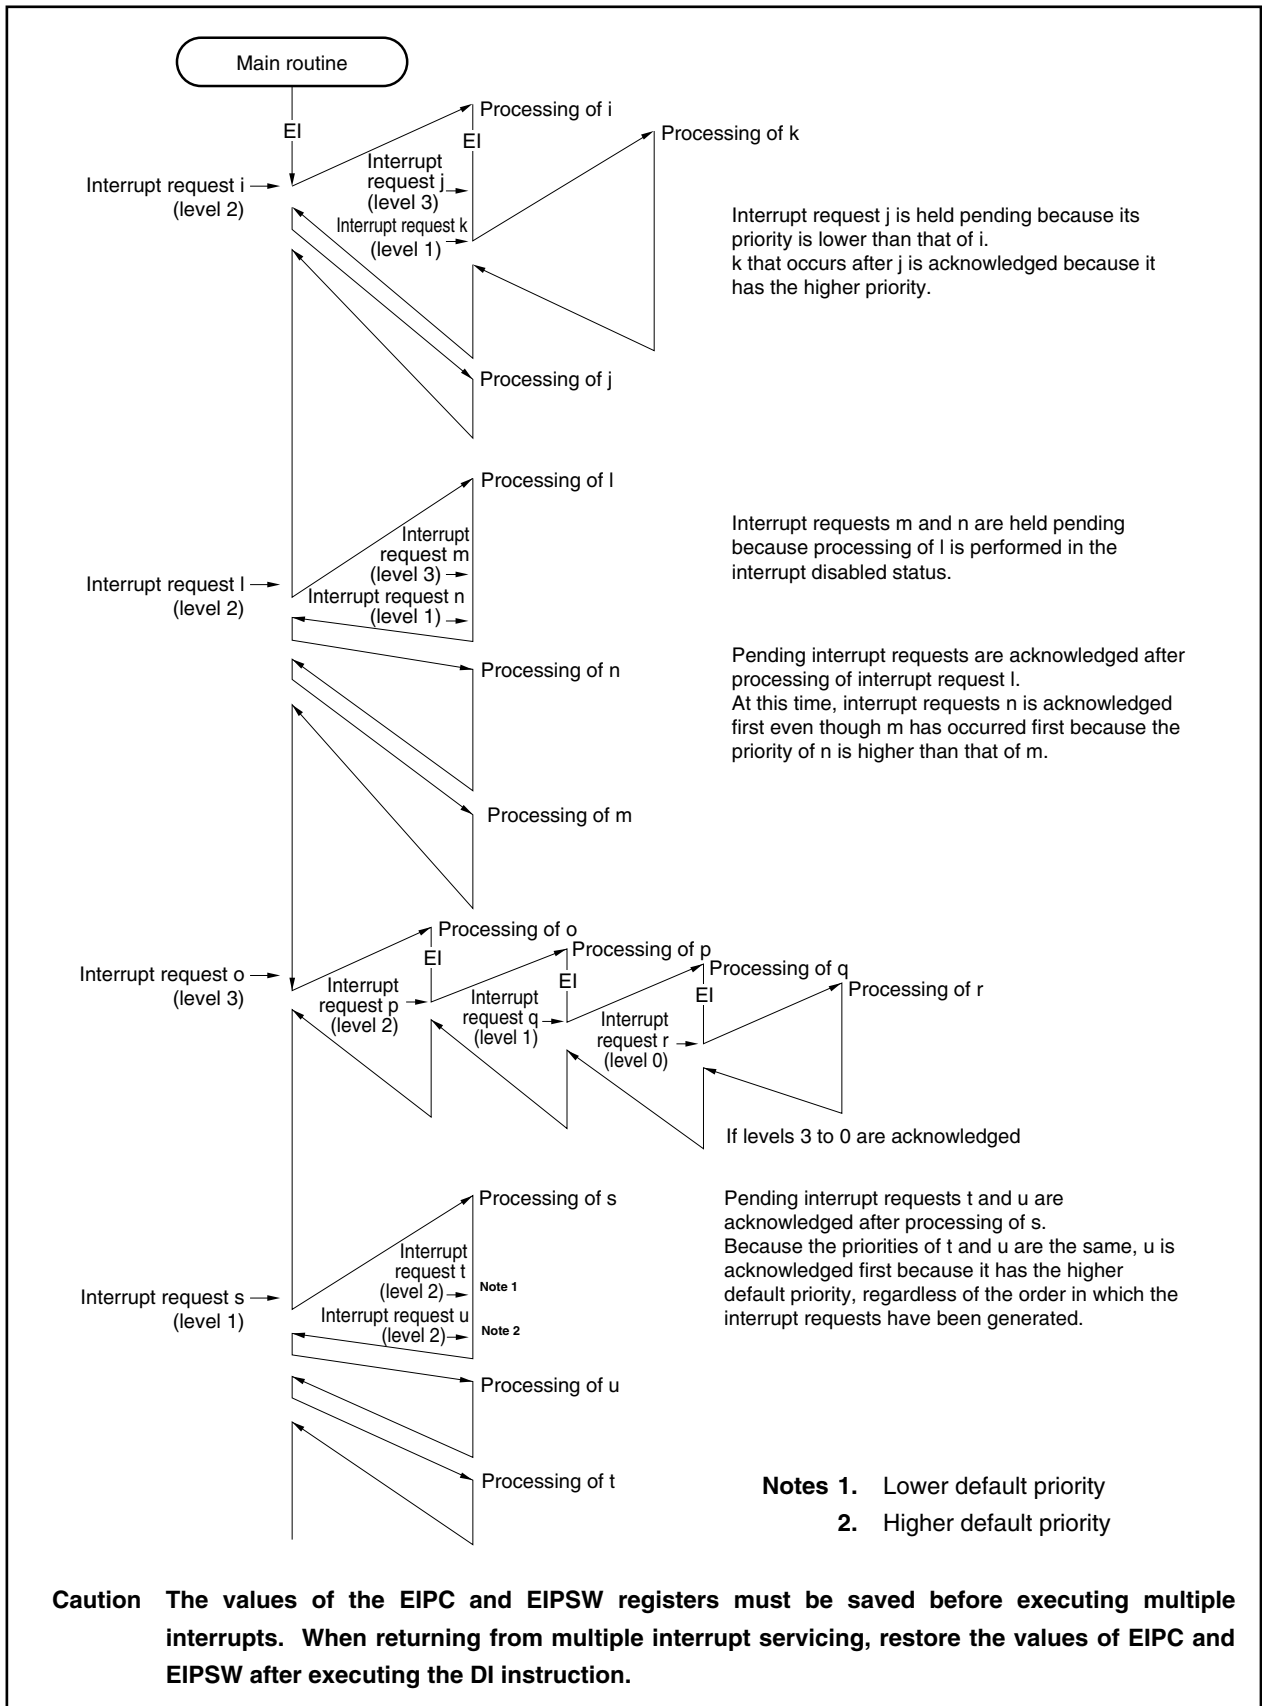 Main routine
EI
Processing of i
EI
Processing of k
Interrupt
request j
(level 3)
Interrupt request i
(level 2)
Interrupt request k
(level 1)
Interrupt request j is held pending because its
priority is lower than that of i.
k that occurs after j is acknowledged because it
has the higher priority.
Processing of j
Processing of l
Interrupt
request m
(level 3)
Interrupt request l
(level 2)
Interrupt request n
(level 1)
Interrupt requests m and n are held pending
because processing of l is performed in the
interrupt disabled status.
Processing of n
Pending interrupt requests are acknowledged after
processing of interrupt request l.
At this time, interrupt requests n is acknowledged
first even though m has occurred first because the
priority of n is higher than that of m.
Processing of m
Processing of o
EI
Processing of p
EI
Processing of q
EI
Processing of r
Interrupt request o
(level 3)
Interrupt
request p
(level 2)
Interrupt
request q
(level 1)
Interrupt
request r
(level 0)
If levels 3 to 0 are acknowledged
Processing of s
Interrupt
request t
(level 2)
Note 1
Interrupt request s
(level 1)
Interrupt request u
(level 2)
Note 2
Pending interrupt requests t and u are
acknowledged after processing of s.
Because the priorities of t and u are the same, u is
acknowledged first because it has the higher
default priority, regardless of the order in which the
interrupt requests have been generated.
Processing of u
Processing of t
Notes 1. Lower default priority
2. Higher default priority
Caution The values of the EIPC and EIPSW registers must be saved before executing multiple
interrupts. When returning from multiple interrupt servicing, restore the values of EIPC and
EIPSW after executing the DI instruction.